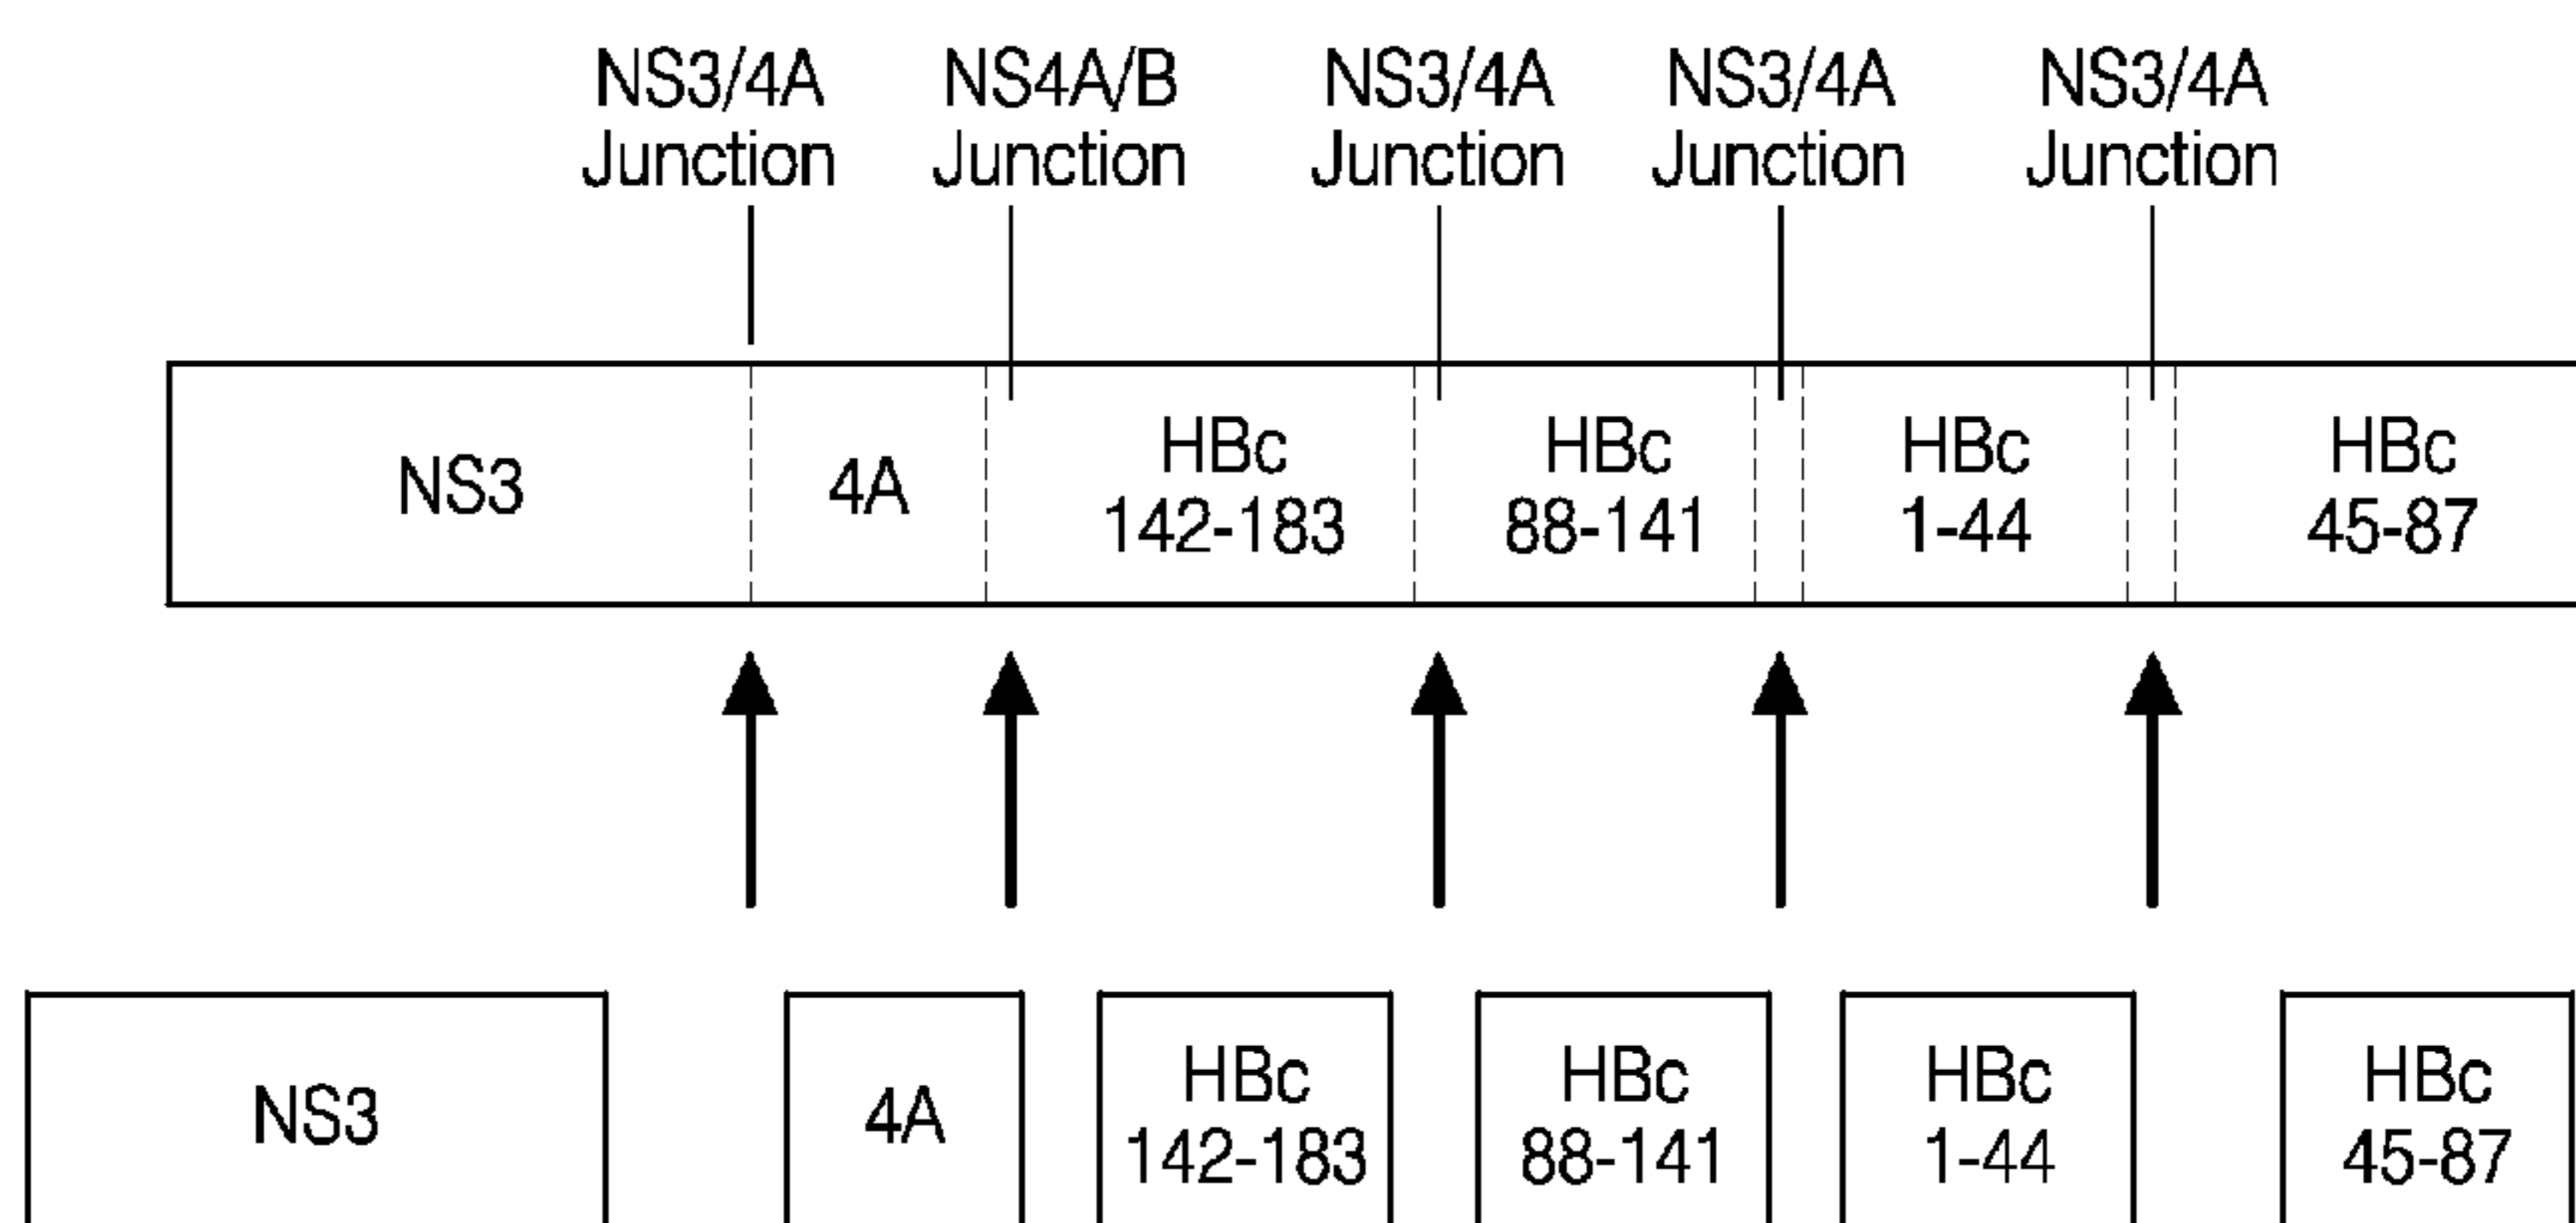 NS3/4A
Junction
NS4A/B
Junction
NS3/4A
Junction
NS3/4A
Junction
NS3/4A
Junction
NS3
4A
HBc
142-183
HBc
88-141
HBc
1-44
HBc
45-87
NS3
4A
HBc
142-183
HBc
88-141
HBc
1-44
HBc
45-87